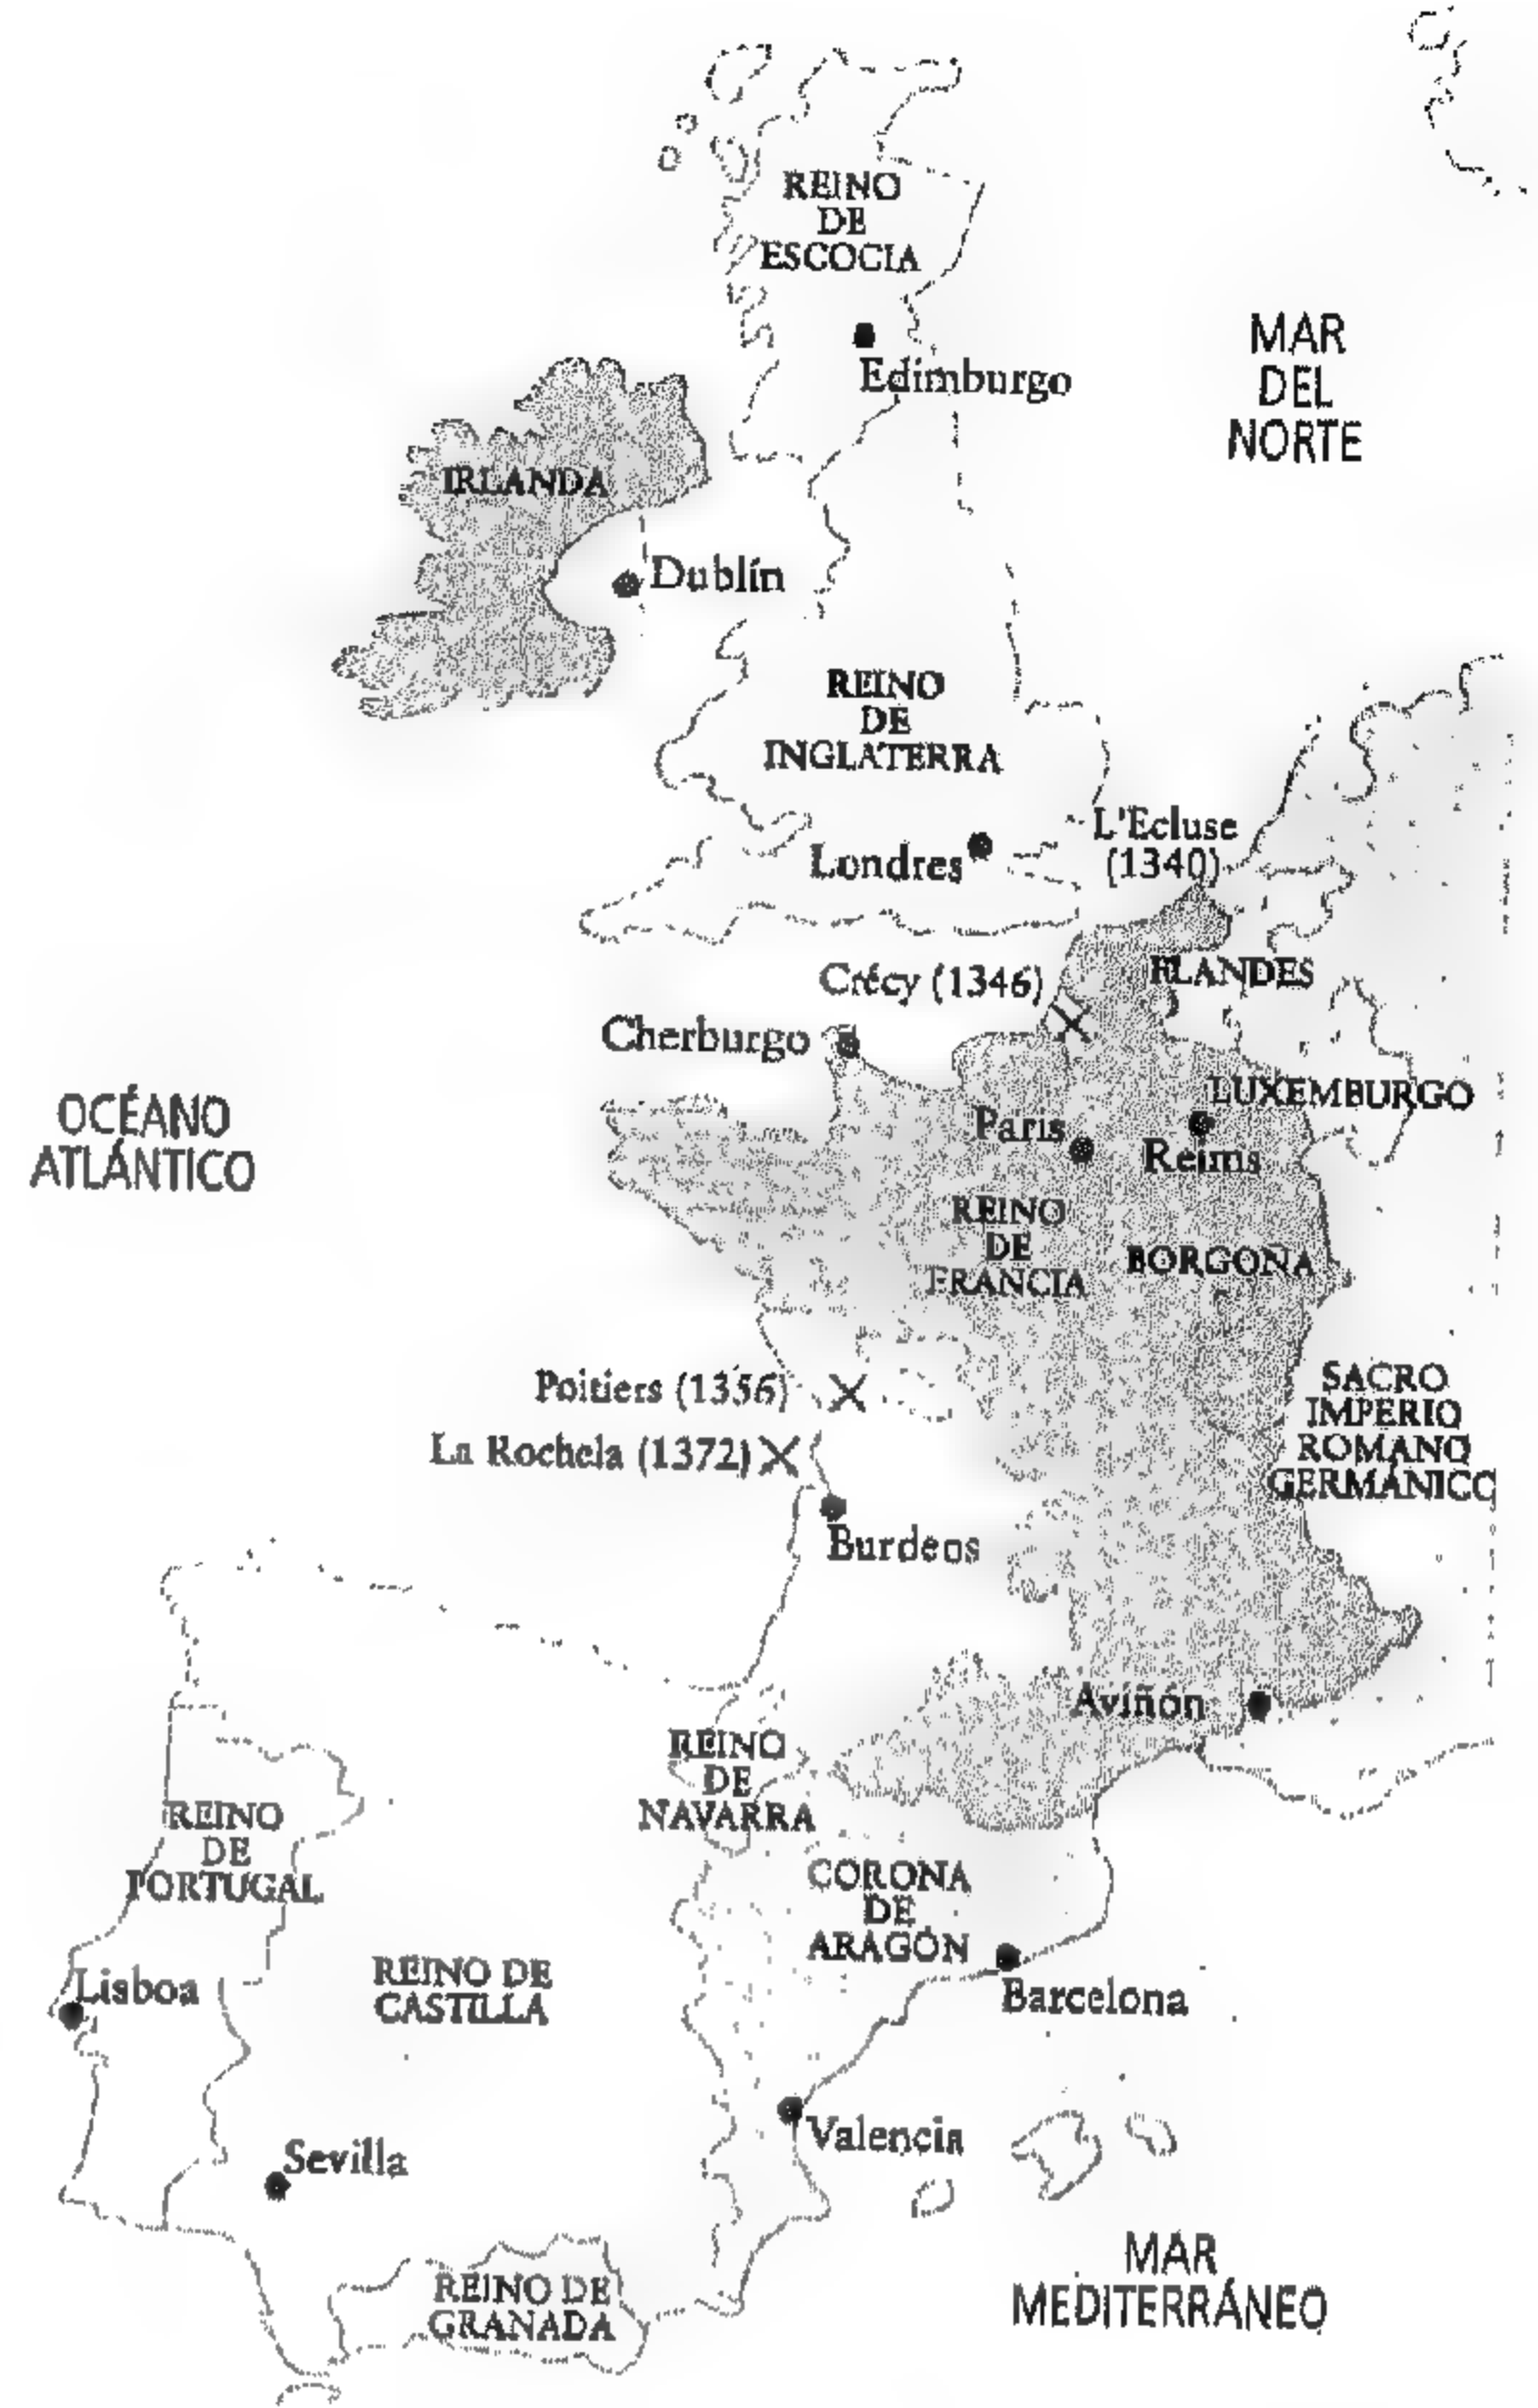 REINO
DE
ESCOCIA
Edimburgo
MAR
DEL
NORTE
IRLANDA
Dublín
REINO
DE
INGLATERRA
Londres
L'Ecluse
(1340)
FLANDES
Crécy (1346)
Cherburgo
OCÉANO
ATLÁNTICO
LUXEMBURGO
París
Reims
REINO
DE
FRANCIA
BORGOÑA
Poitiers (1356)
La Rochela (1372)
SACRO
IMPERIO
ROMANO
GERMÁNICO
Burdeos
Aviñón
REINO
DE
NAVARRA
REINO
DE
PORTUGAL
CORONA
DE
ARAGÓN
Lisboa
REINO DE
CASTILLA
Barcelona
Valencia
Sevilla
MAR
MEDITERRÁNEO
REINO DE
GRANADA